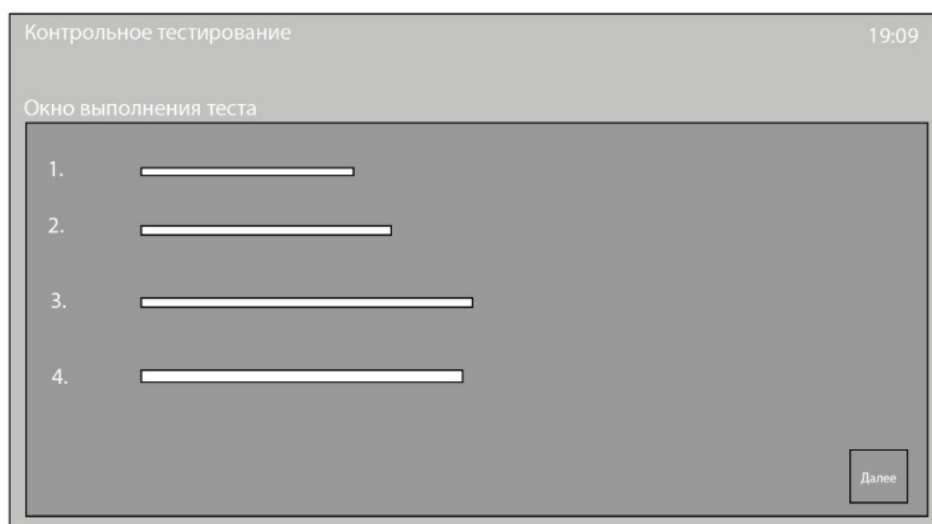 Контрольное тестирование 19:09
Окно выполнения теста
1.
2.
3.
4.
Далее